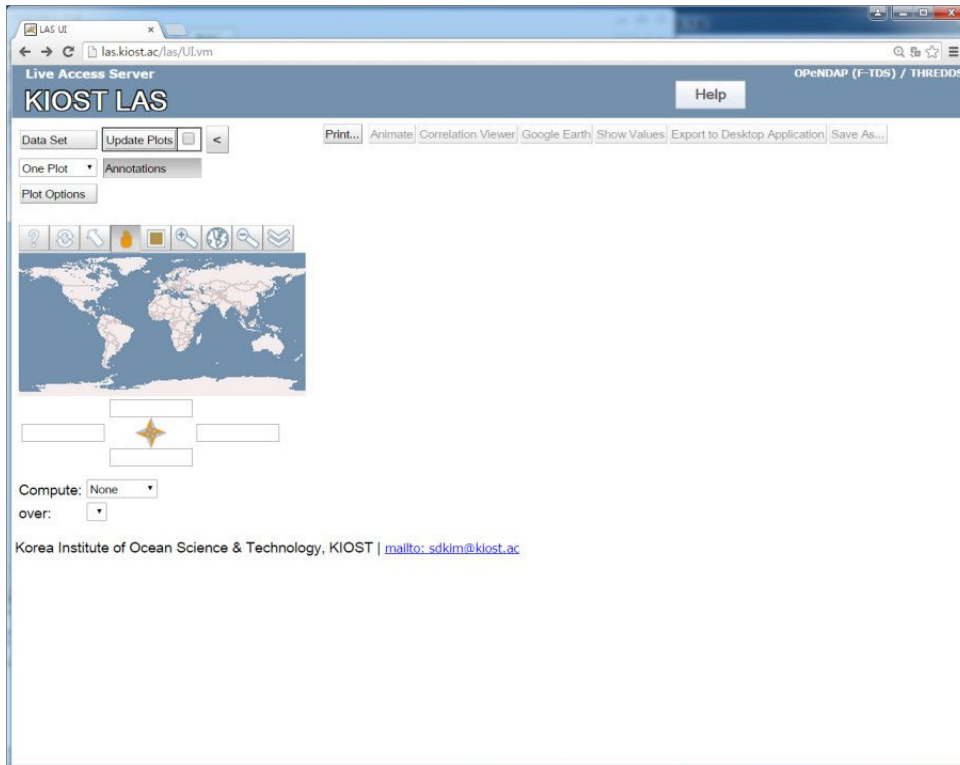 LAS UI
las.kiost.ac/las/UI.vm
Live Access Server
OPeNDAP (F-TDS) / THREDDS
KIOST LAS
Help
Data Set Update Plots < Print... Animate Correlation Viewer Google Earth Show Values Export to Desktop Application Save As...
One Plot Annotations
Plot Options
Compute: None
over:
Korea Institute of Ocean Science & Technology, KIOST | mailto: sdkim@kiost.ac